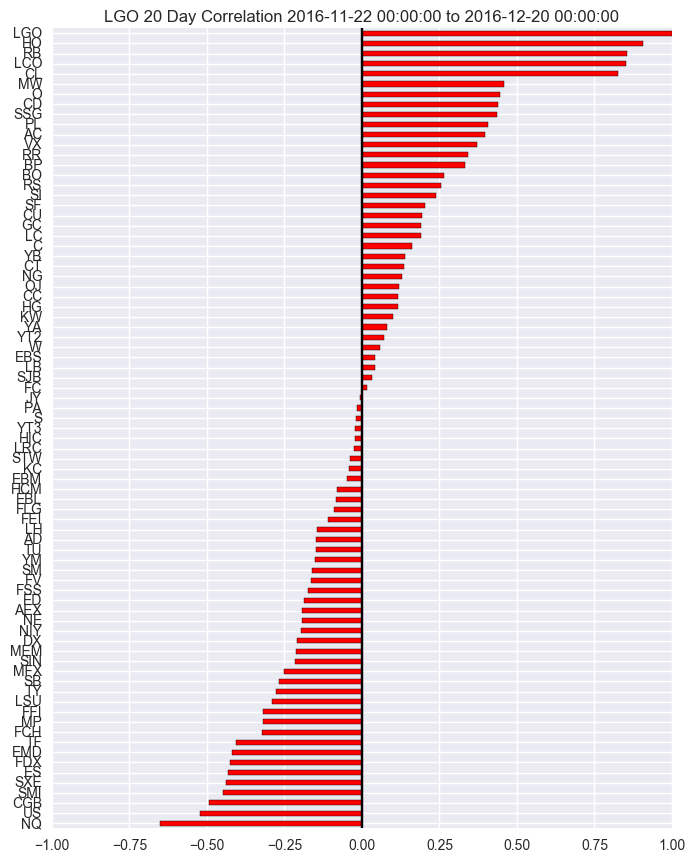 LGO 20 Day Correlation 2016-11-22 00:00:00 to 2016-12-20 00:00:00
LGO
HO
RB
LCO
CL
MW
O
CD
SSG
PL
AC
VX
RR
BP
BO
RS
SI
SF
CU
GC
LC
C
YB
CT
NG
OJ
CC
HG
KW
YA
YT2
W
EBS
LB
SJB
FC
JY
PA
S
YT3
HIC
LRC
STW
KC
EBM
HCM
EBL
FLG
FEI
LH
AD
TU
YM
SM
FV
FSS
ED
AEX
NE
NIY
DX
MEM
SIN
MFX
SB
TY
LSU
FFI
MP
FCH
TF
EMD
FDX
ES
SXE
SMI
CGB
US
NQ
−1.00 −0.75 −0.50 −0.25 0.00 0.25 0.50 0.75 1.00